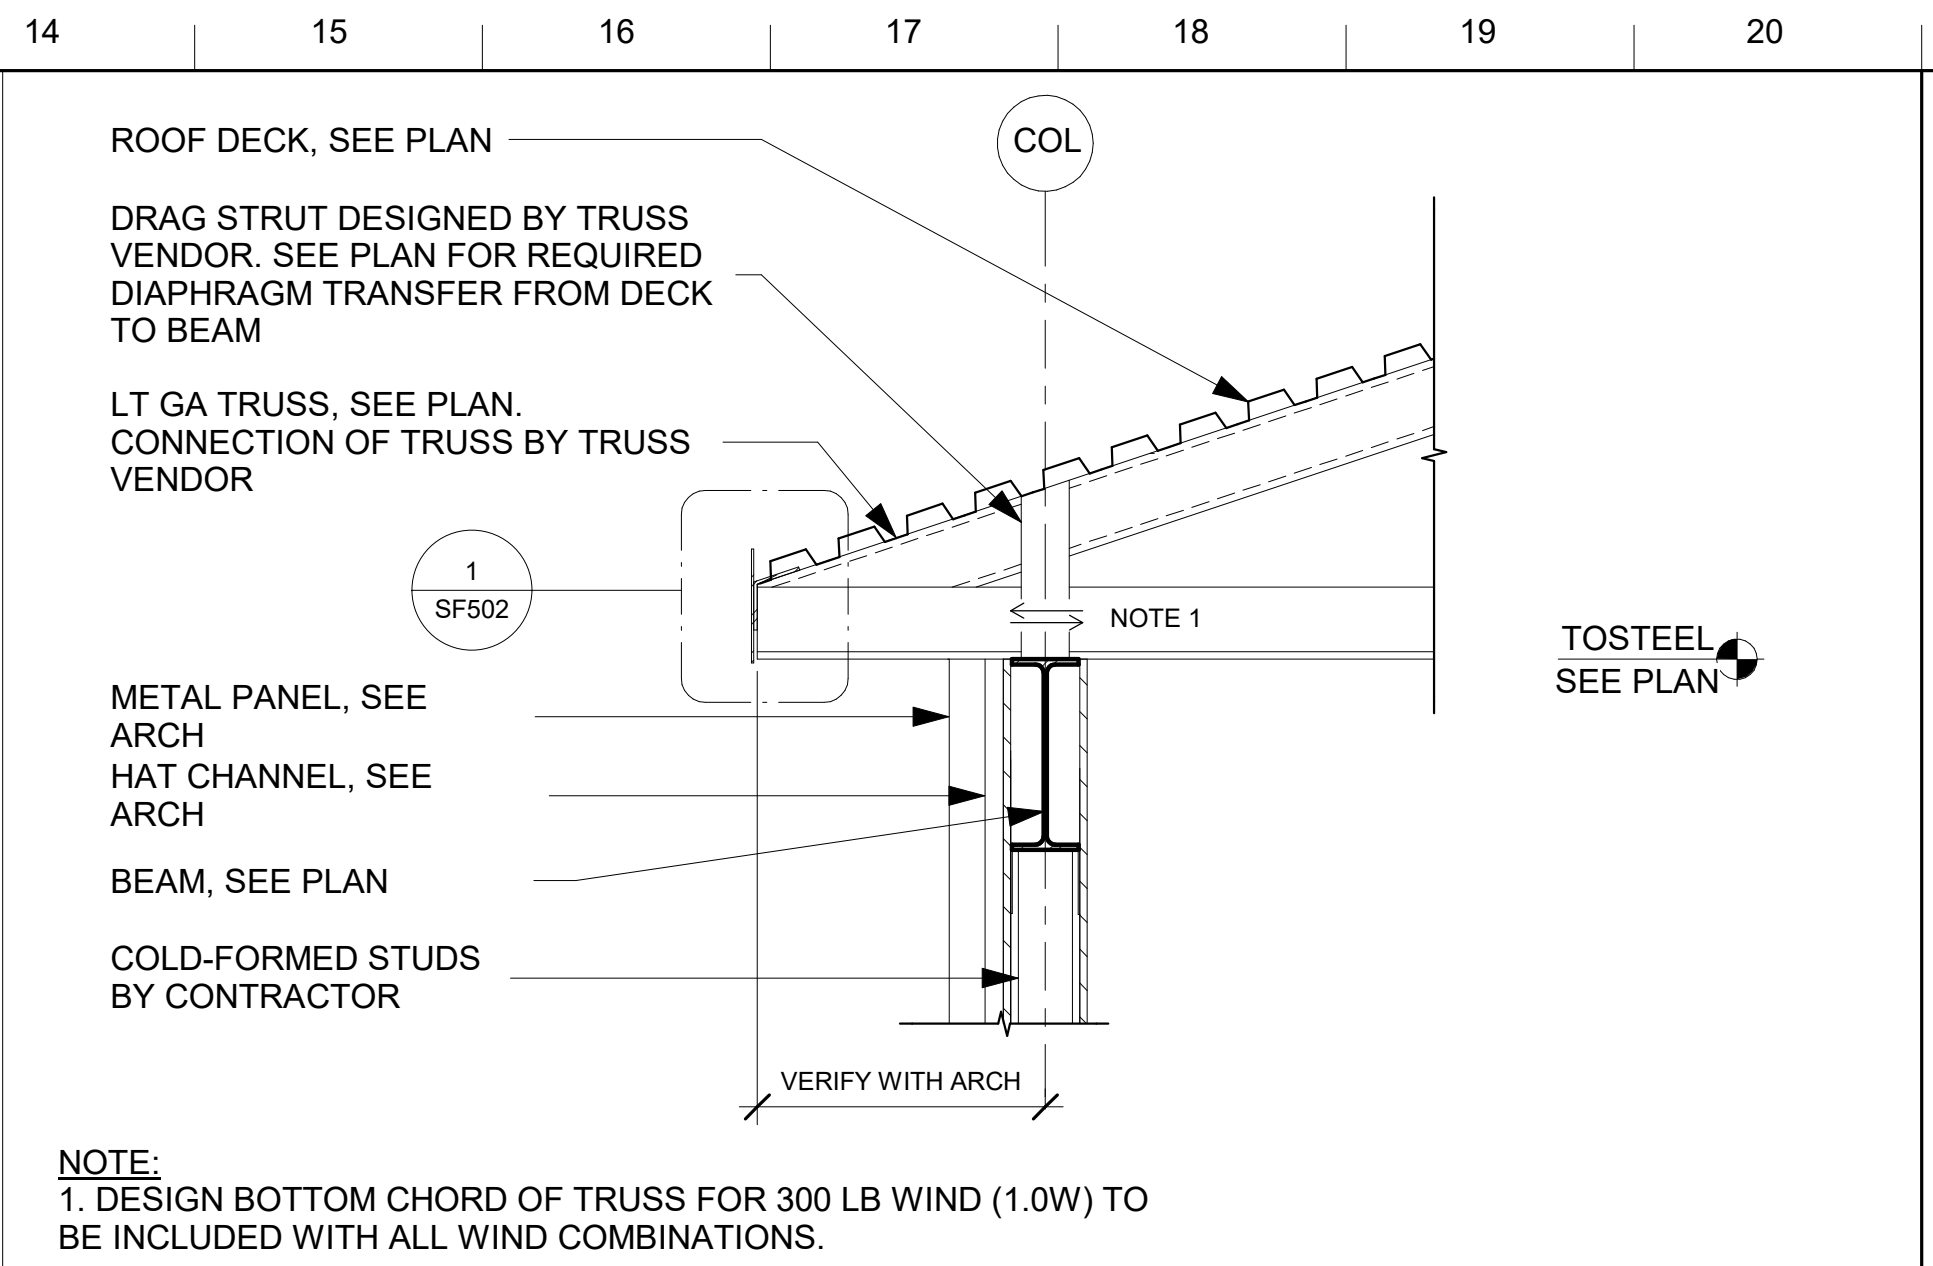 14 15 16 17 18 19 20
COL
ROOF DECK, SEE PLAN
DRAG STRUT DESIGNED BY TRUSS
VENDOR. SEE PLAN FOR REQUIRED
DIAPHRAGM TRANSFER FROM DECK
TO BEAM
LT GA TRUSS, SEE PLAN.
CONNECTION OF TRUSS BY TRUSS
VENDOR
1
SF502
NOTE 1
TOSTEEL
SEE PLAN
METAL PANEL, SEE
ARCH
HAT CHANNEL, SEE
ARCH
BEAM, SEE PLAN
COLD-FORMED STUDS
BY CONTRACTOR
VERIFY WITH ARCH
NOTE:
1. DESIGN BOTTOM CHORD OF TRUSS FOR 300 LB WIND (1.0W) TO
BE INCLUDED WITH ALL WIND COMBINATIONS.